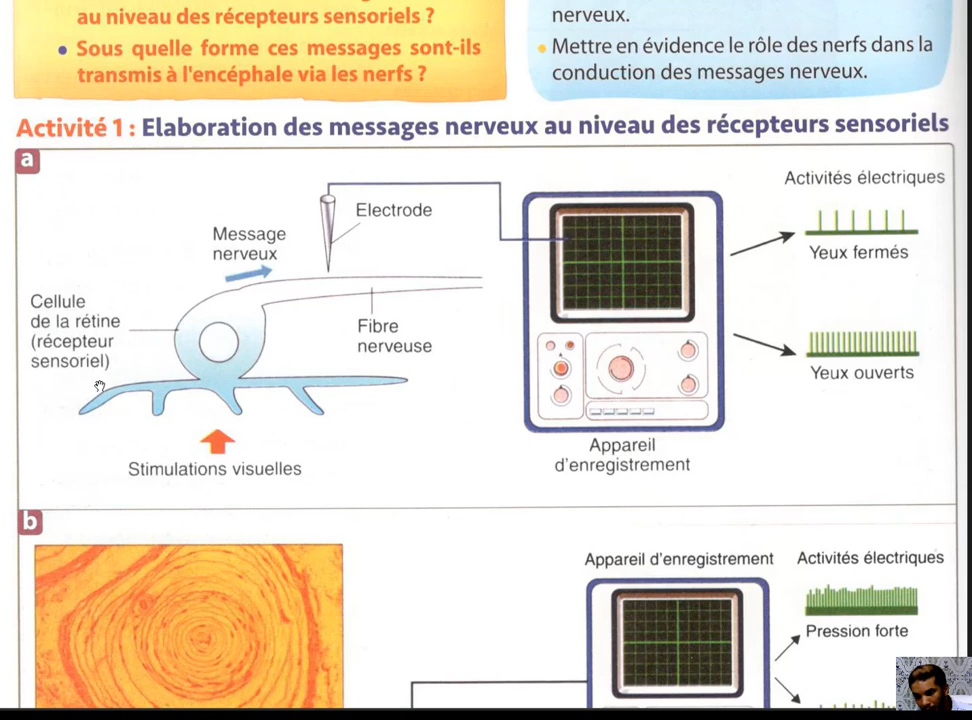 au niveau des récepteurs sensoriels ?
• Sous quelle forme ces messages sont-ils
transmis à l'encéphale via les nerfs ?
nerveux.
• Mettre en évidence le rôle des nerfs dans la
conduction des messages nerveux.
Activité 1 : Elaboration des messages nerveux au niveau des récepteurs sensoriels
a
Activités électriques
Electrode
Message
nerveux
Yeux fermés
Cellule
de la rétine
(récepteur
sensoriel)
Fibre
nerveuse
Yeux ouverts
Appareil
d'enregistrement
Stimulations visuelles
b
Appareil d'enregistrement
Activités électriques
Pression forte